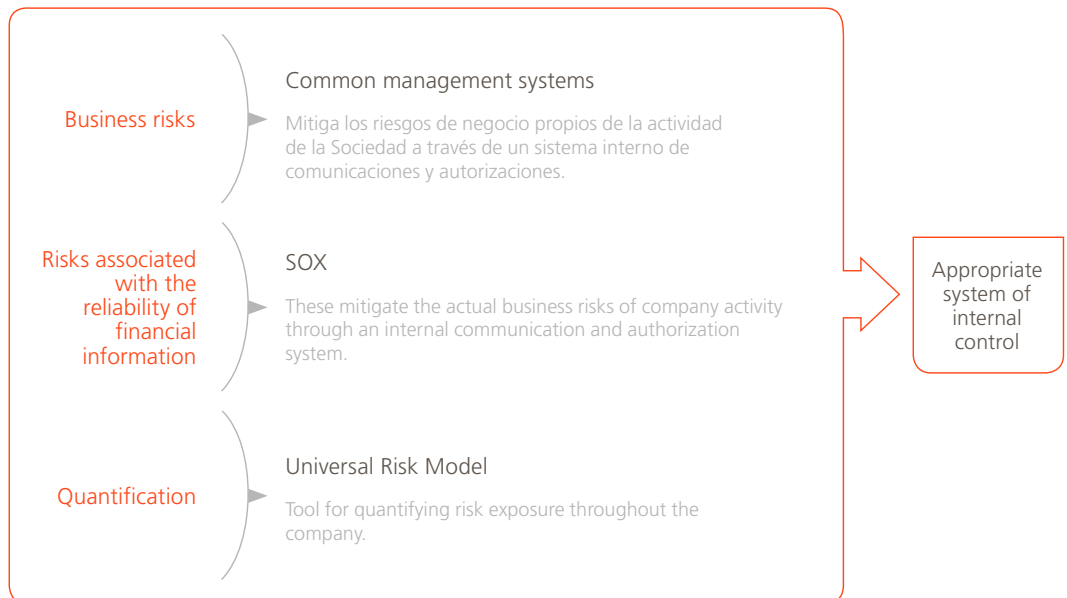 Business risks
Common management systems
Mitiga los riesgos de negocio propios de la actividad
de la Sociedad a través de un sistema interno de
comunicaciones y autorizaciones.
Risks associated
with the
reliability of
financial
information
SOX
These mitigate the actual business risks of company activity
through an internal communication and authorization
system.
Quantification
Universal Risk Model
Tool for quantifying risk exposure throughout the
company.
Appropriate
system of
internal
control